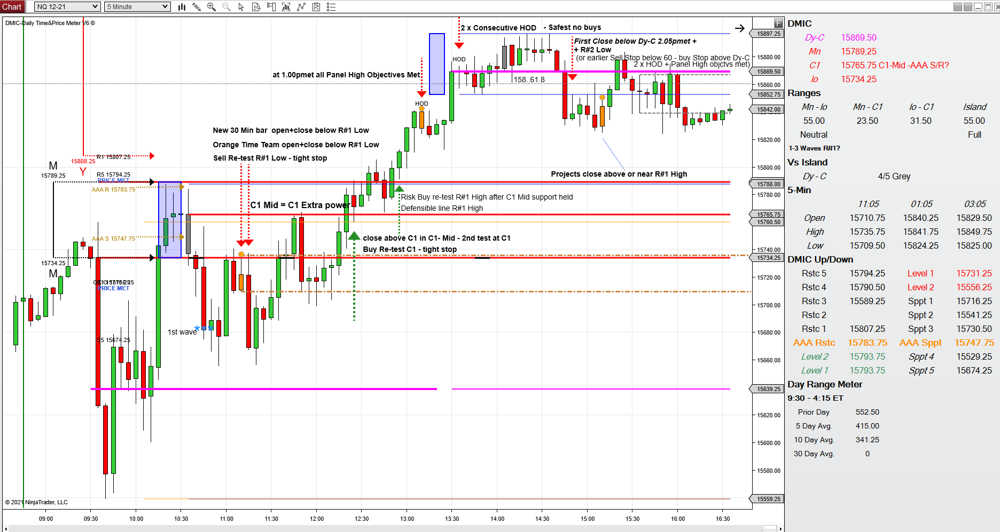 Chart
NQ 12-21
5 Minute
DMIC-Daily Time&Price Meter V6 ©
F
2 x Consecutive HOD - Safest no buys
First Close below Dy-C 2.05pmet +
+ R#2 Low
(or earlier Sell Stop below 60 - buy Stop above Dy-C
2 x HOD + Panel High objctvs met)
HOD
at 1.00pmet all Panel High Objectives Met
158..61.8
HOD
New 30 Min bar open+close below R#1 Low
Orange Time Team open+close below R#1 Low
Sell Re-test R#1 Low - tight stop
R1 15807.25
15808.25
Y
M
15789.25
R5 15794.25
PRICE MET
AAA R 15783.75
Projects close above or near R#1 High
Risk Buy re-test R#1 High after C1 Mid support held
Defensible line R#1 High
C1 Mid = C1 Extra power
AAA S 15747.75
close above C1 in C1- Mid - 2nd test at C1
Buy Re-test C1 - tight stop
15734.25
M
PRICE MET
1st wave
***
S5 15674.25
© 2021 NinjaTrader, LLC
15897.25
15880.00
15869.50
15860.00
15852.75
15842.00
15820.00
15800.00
15788.00
15780.00
15765.75
15760.50
15740.00
15734.25
15720.00
15700.00
15680.00
15660.00
15639.25
15620.00
15600.00
15580.00
15559.25
09:00 09:30 10:00 10:30 11:00 11:30 12:00 12:30 13:00 13:30 14:00 14:30 15:00 15:30 16:00 16:30
DMIC
Dy-C 15869.50
Mn 15789.25
C1 15765.75 C1-Mid -AAA S/R?
Io 15734.25
Ranges
Mn - Io Mn - C1 Io - C1 Island
55.00 23.50 31.50 55.00
Neutral Full
1-3 Waves R#1?
Vs Island
Dy - C 4/5 Grey
5-Min
11:05 01:05 03:05
Open 15710.75 15840.25 15829.50
High 15735.75 15841.75 15849.75
Low 15709.50 15824.25 15825.00
DMIC Up/Down
Rstc 5 15794.25 Level 1 15731.25
Rstc 4 15790.50 Level 2 15556.25
Rstc 3 15589.25 Sppt 1 15716.25
Rstc 2 Sppt 2 15541.25
Rstc 1 15807.25 Sppt 3 15730.50
AAA Rstc 15783.75 AAA Sppt 15747.75
Level 2 15793.75 Sppt 4 15529.25
Level 1 15793.75 Sppt 5 15674.25
Day Range Meter
9:30 - 4:15 ET
Prior Day 552.50
5 Day Avg. 415.00
10 Day Avg. 341.25
30 Day Avg. 0